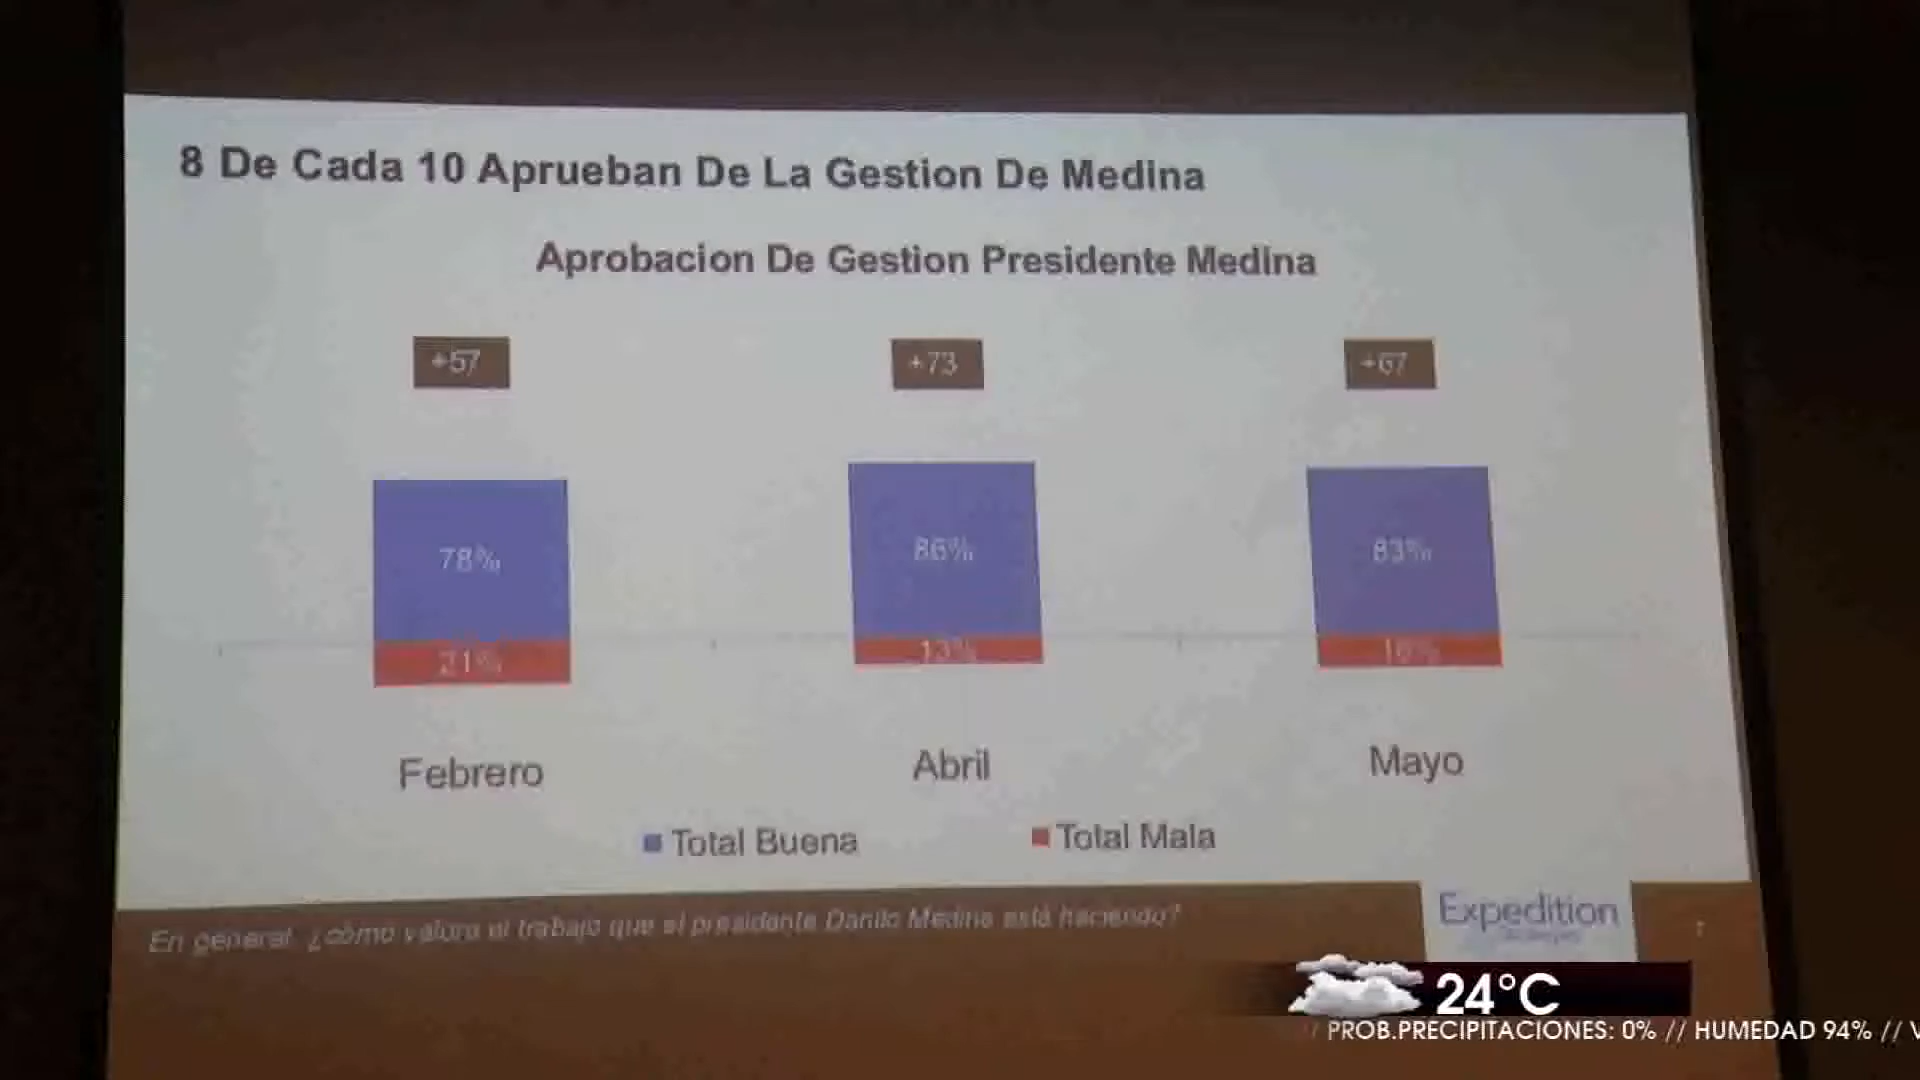 8 De Cada 10 Aprueban De La Gestion De Medina
Aprobacion De Gestion Presidente Medina
+57
+73
+67
78%
86%
83%
21%
13%
16%
Febrero
Abril
Mayo
Total Buena
Total Mala
En general, ¿cómo valora el trabajo que el presidente Danilo Medina está haciendo?
Expedition
24°C
// PROB.PRECIPITACIONES: 0% // HUMEDAD 94% // V